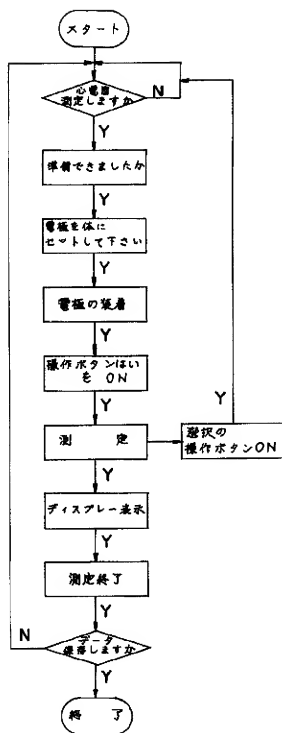 スタート
心電図
測定しますか
N
Y
準備できましたか
Y
電極を体に
セットして下さい
Y
電極の装着
Y
操作ボタンはい
を ON
Y
Y
測 定
選択の
操作ボタンON
Y
ディスプレー表示
Y
測定終了
Y
N
データ
しますか
Y
終 了